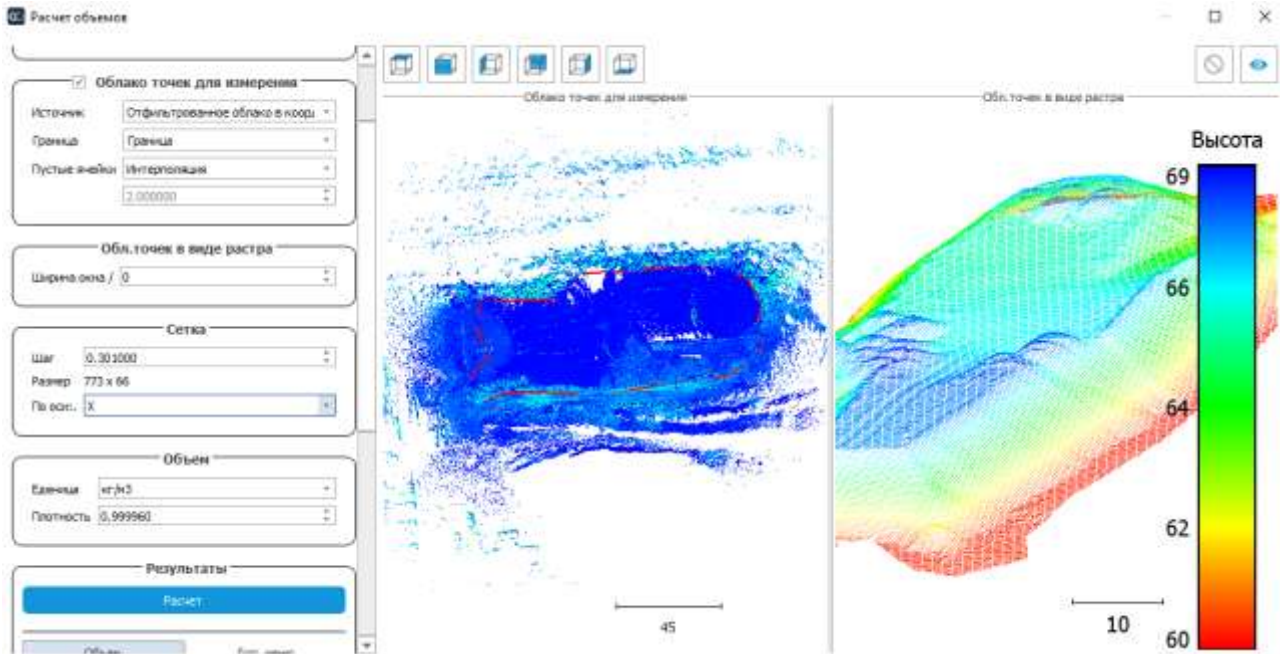 Расчет объемов
Облако точек для измерения
Источник Отфильтрованное облако в коорд
Граница Граница
Пустые ячейки Интерполяция
2.000000
Обл.точек в виде растра
Ширина окна / 0
Сетка
Шаг 0.301000
Размер 773 x 66
По оси:. X
Объем
Единица кг/м3
Плотность 0.999960
Результаты
Расчет
Объем
Облако точек для измерения
45
Обл.точек в виде растра
Высота
69
66
64
62
60
10